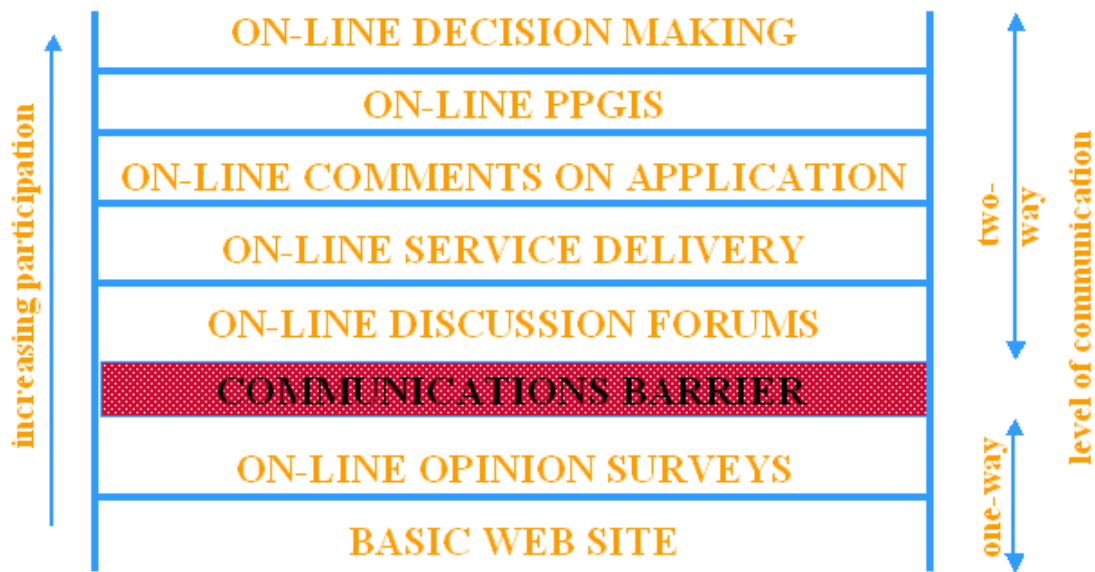 ON-LINE DECISION MAKING
ON-LINE PPGIS
ON-LINE COMMENTS ON APPLICATION
ON-LINE SERVICE DELIVERY
ON-LINE DISCUSSION FORUMS
COMMUNICATIONS BARRIER
ON-LINE OPINION SURVEYS
BASIC WEB SITE
increasing participation
two-
way
one-way
level of communication